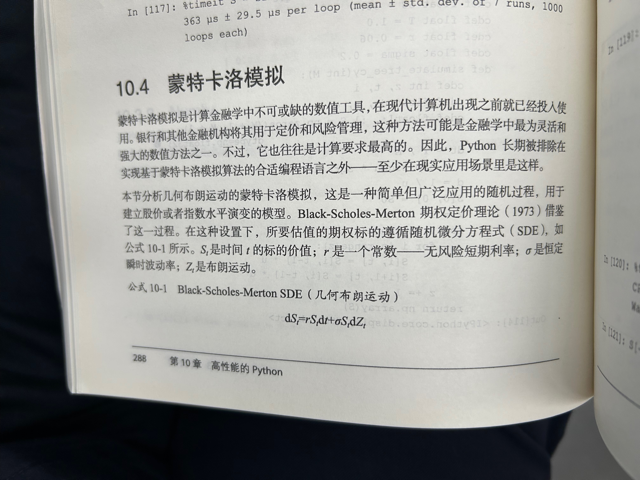 In [117]: %timeit S
363 µs ± 29.5 µs per loop (mean ± std. dev. of 7 runs, 1000
loops each)
10.4 蒙特卡洛模拟
蒙特卡洛模拟是计算金融学中不可或缺的数值工具，在现代计算机出现之前就已经投入使
用。银行和其他金融机构将其用于定价和风险管理，这种方法可能是金融学中最为灵活和
强大的数值方法之一。不过，它也往往是计算要求最高的。因此，Python 长期被排除在
实现基于蒙特卡洛模拟算法的合适编程语言之外——至少在现实应用场景里是这样。
本节分析几何布朗运动的蒙特卡洛模拟，这是一种简单但广泛应用的随机过程，用于
建立股价或者指数水平演变的模型。Black-Scholes-Merton 期权定价理论（1973）借鉴
了这一过程。在这种设置下，所要估值的期权标的遵循随机微分方程式（SDE），如
公式 10-1 所示。Sₜ是时间 t 的标的价值；r 是一个常数——无风险短期利率；σ 是恒定
瞬时波动率；Zₜ是布朗运动。
公式 10-1 Black-Scholes-Merton SDE（几何布朗运动）
dSₜ=rSₜdt+σSₜdZₜ
288 第 10 章 高性能的 Python
In [120]:
In [121]: